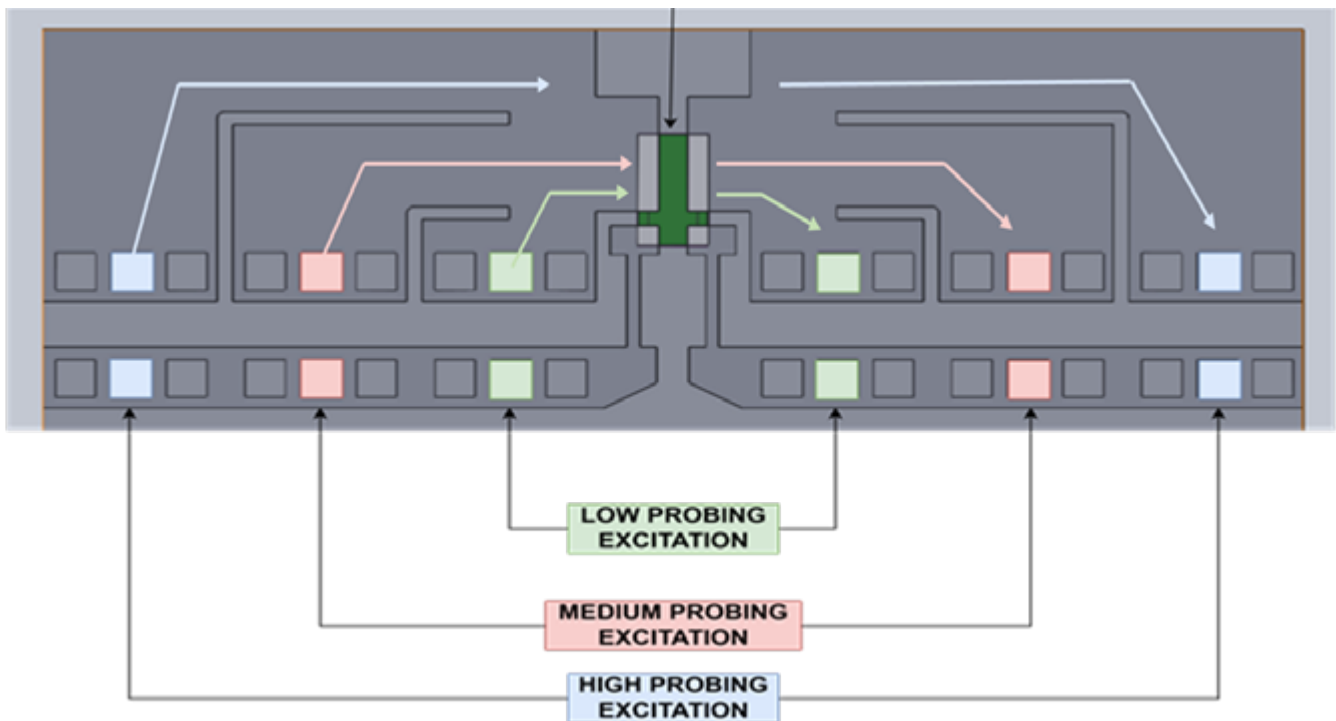 LOW PROBING
EXCITATION
MEDIUM PROBING
EXCITATION
HIGH PROBING
EXCITATION